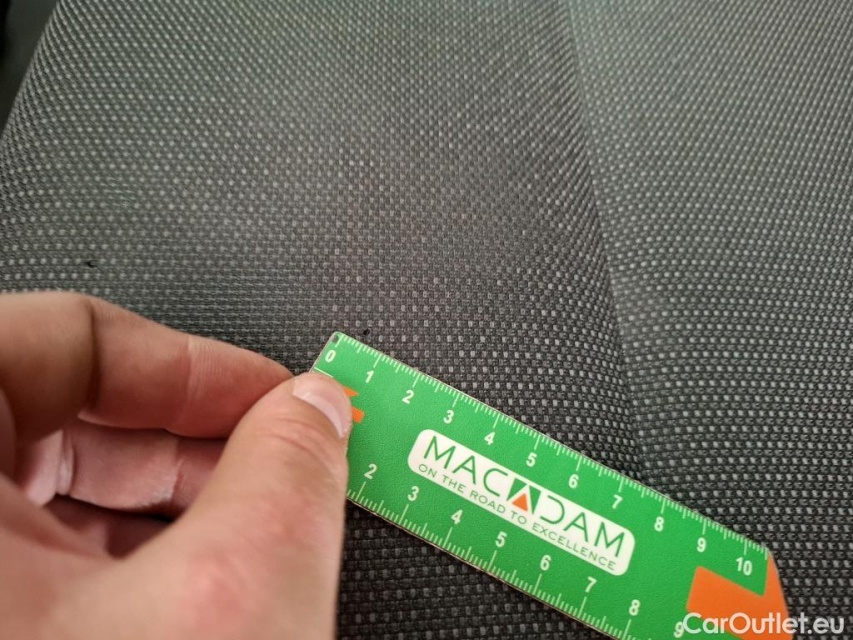 0 1 2 3 4 5 6 7 8 9 10
MACADAM
ON THE ROAD TO EXCELLENCE
2 3 4 5 6 7 8 9
CarOutlet.eu